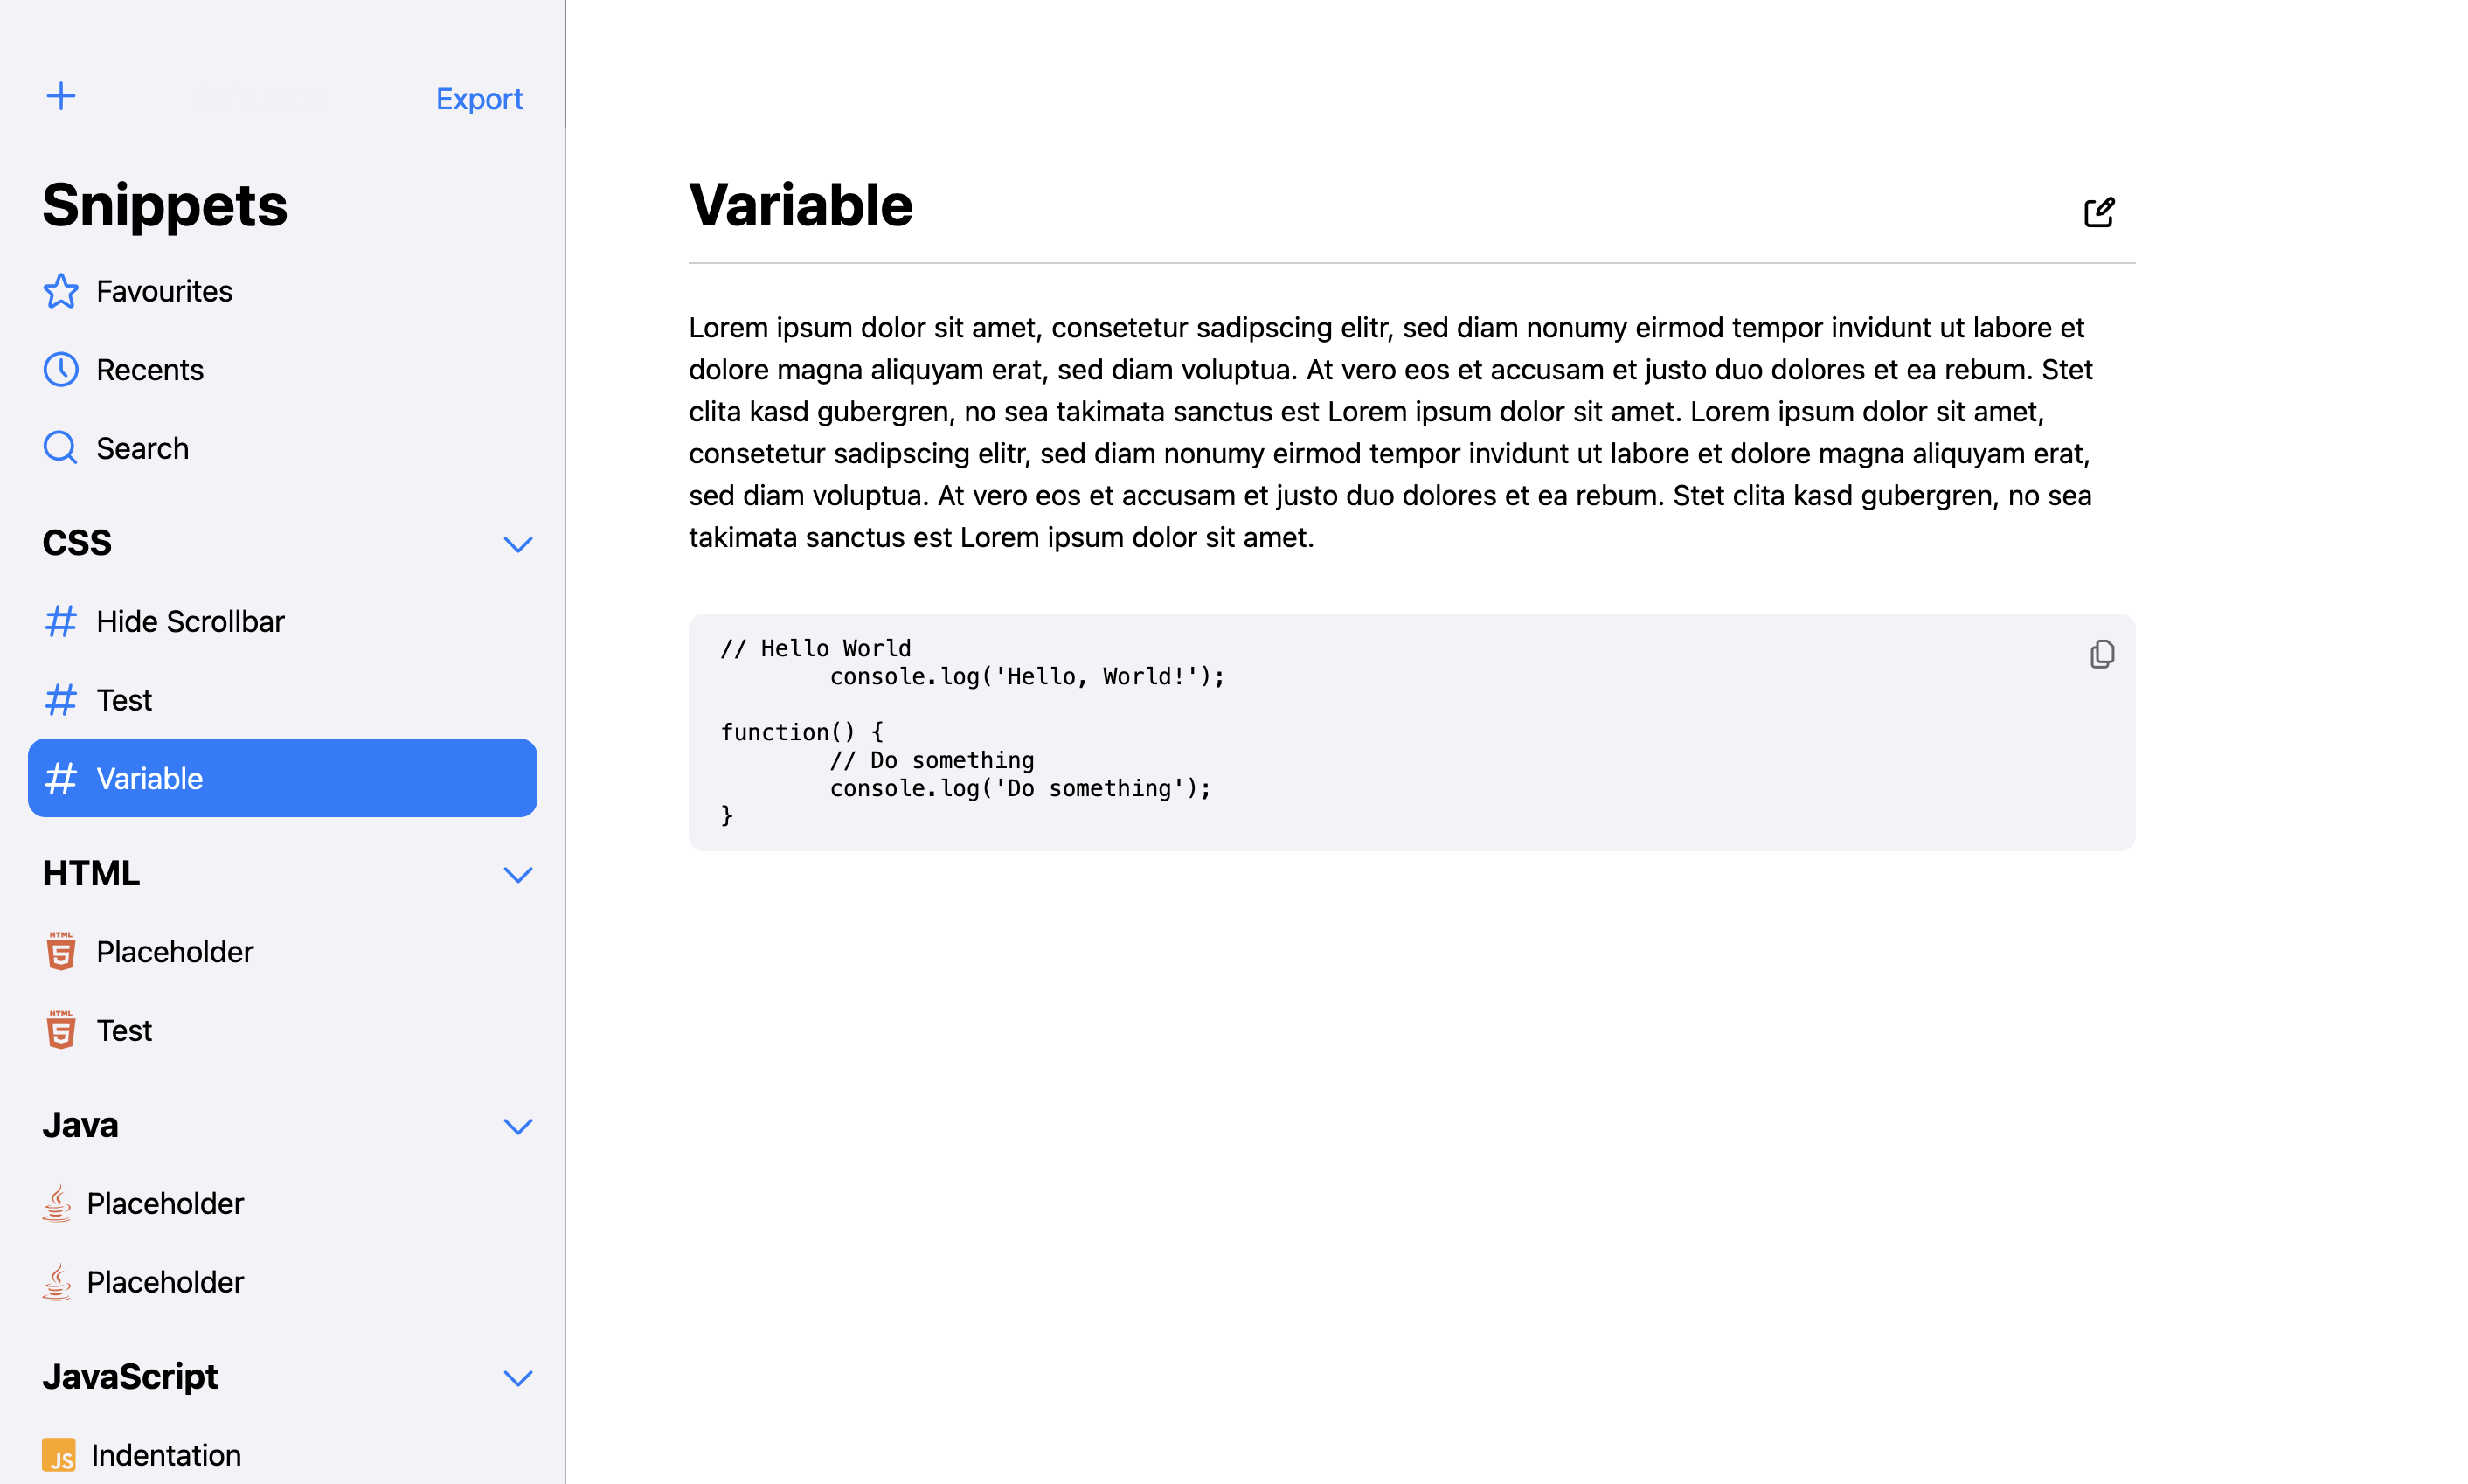 Export
Snippets
Favourites
Recents
Search
CSS
Hide Scrollbar
Test
Variable
HTML
HTML
Placeholder
HTML
Test
Java
Placeholder
Placeholder
JavaScript
JS
Indentation
Variable
Lorem ipsum dolor sit amet, consetetur sadipscing elitr, sed diam nonumy eirmod tempor invidunt ut labore et
dolore magna aliquyam erat, sed diam voluptua. At vero eos et accusam et justo duo dolores et ea rebum. Stet
clita kasd gubergren, no sea takimata sanctus est Lorem ipsum dolor sit amet. Lorem ipsum dolor sit amet,
consetetur sadipscing elitr, sed diam nonumy eirmod tempor invidunt ut labore et dolore magna aliquyam erat,
sed diam voluptua. At vero eos et accusam et justo duo dolores et ea rebum. Stet clita kasd gubergren, no sea
takimata sanctus est Lorem ipsum dolor sit amet.
// Hello World
        console.log('Hello, World!');
function() {
        // Do something
        console.log('Do something');
}